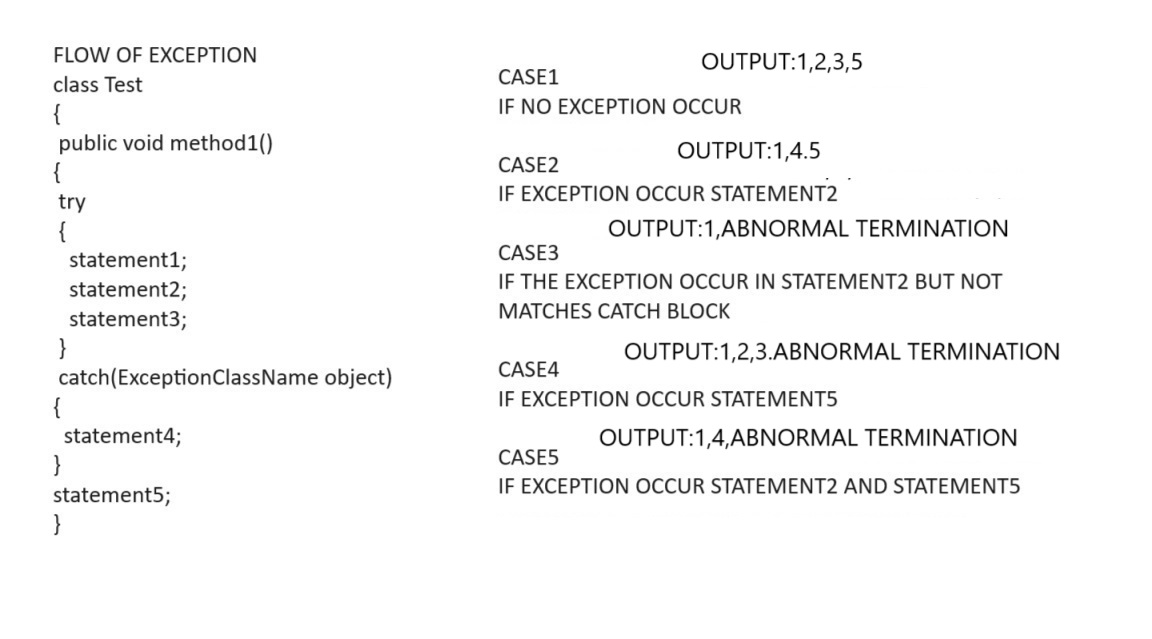 FLOW OF EXCEPTION
class Test
{
public void method1()
{
try
{
statement1;
statement2;
statement3;
}
catch(ExceptionClassName object)
{
statement4;
}
statement5;
}
OUTPUT:1,2,3,5
CASE1
IF NO EXCEPTION OCCUR
OUTPUT:1,4.5
CASE2
IF EXCEPTION OCCUR STATEMENT2
OUTPUT:1,ABNORMAL TERMINATION
CASE3
IF THE EXCEPTION OCCUR IN STATEMENT2 BUT NOT
MATCHES CATCH BLOCK
OUTPUT:1,2,3.ABNORMAL TERMINATION
CASE4
IF EXCEPTION OCCUR STATEMENT5
OUTPUT:1,4,ABNORMAL TERMINATION
CASE5
IF EXCEPTION OCCUR STATEMENT2 AND STATEMENT5